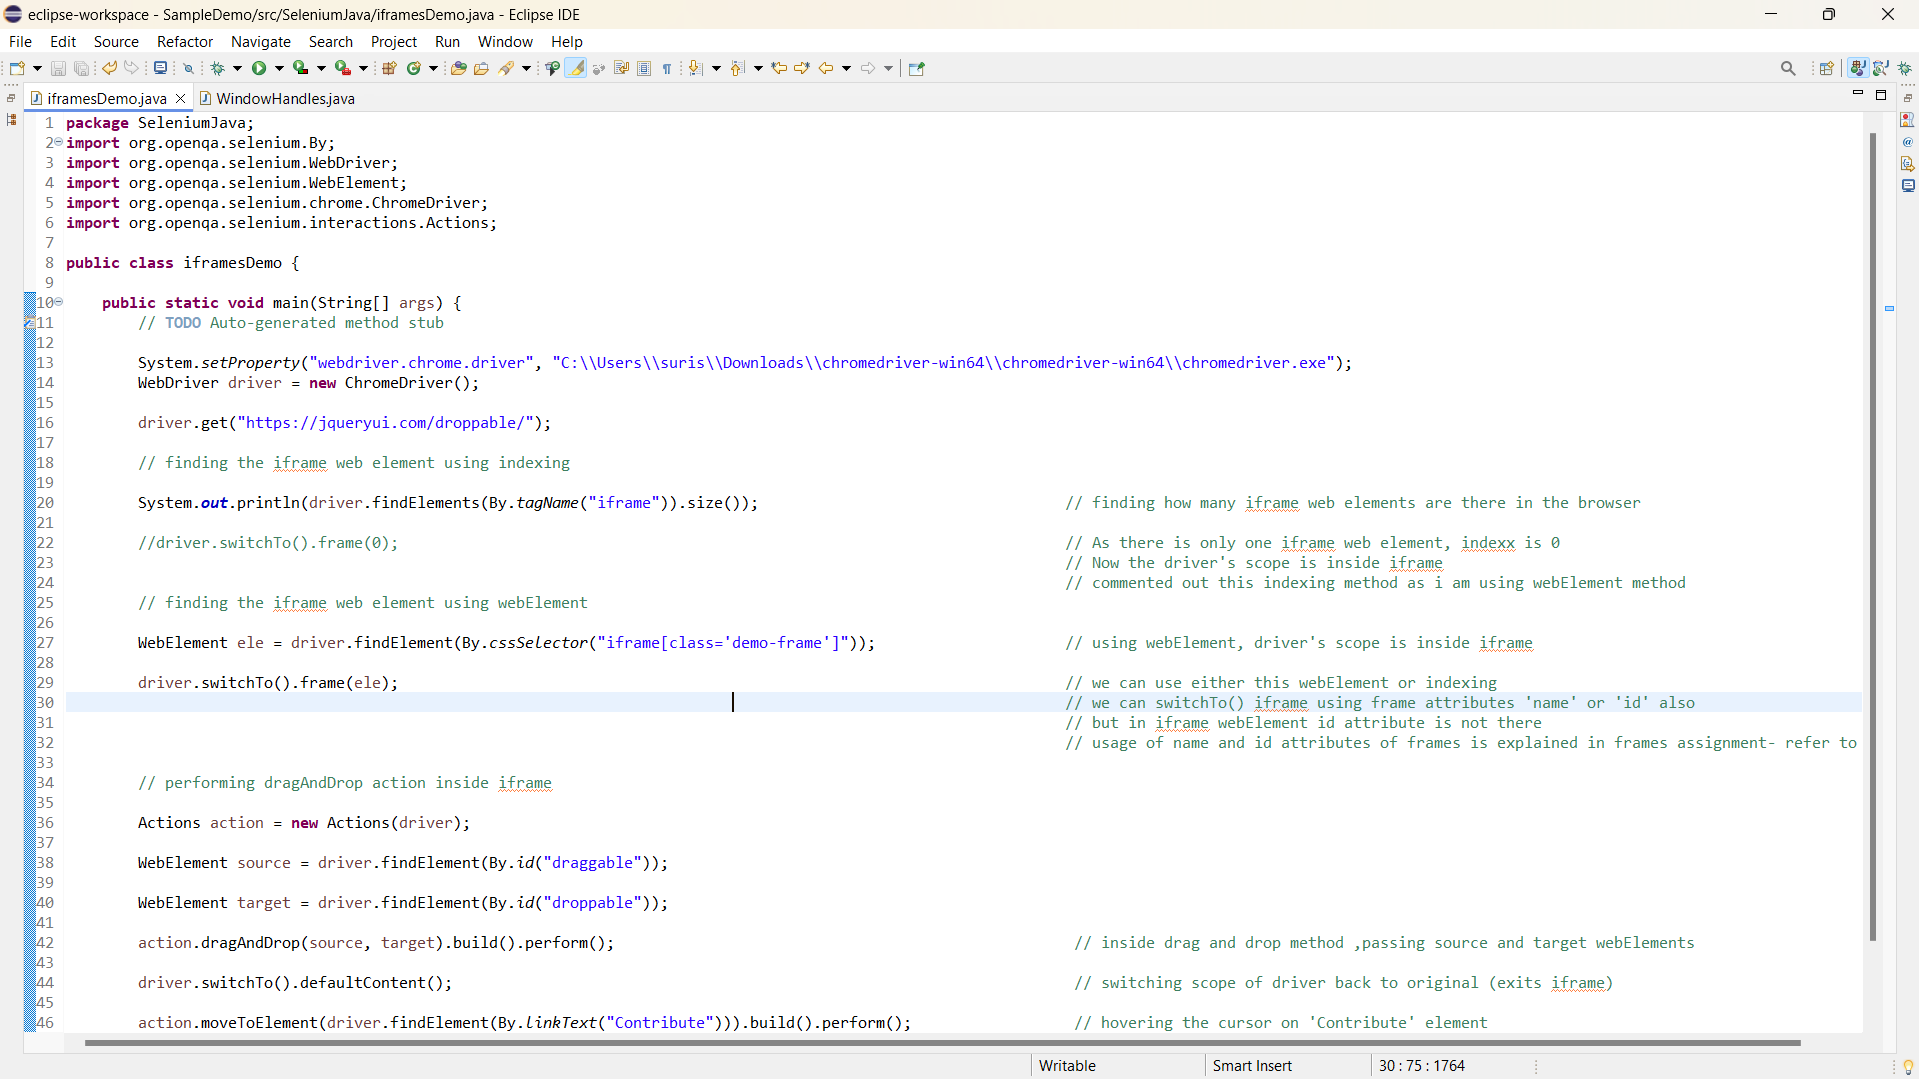 eclipse-workspace - SampleDemo/src/SeleniumJava/iframesDemo.java - Eclipse IDE
File Edit Source Refactor Navigate Search Project Run Window Help
iframesDemo.java WindowHandles.java
1 package SeleniumJava;
2 import org.openqa.selenium.By;
3 import org.openqa.selenium.WebDriver;
4 import org.openqa.selenium.WebElement;
5 import org.openqa.selenium.chrome.ChromeDriver;
6 import org.openqa.selenium.interactions.Actions;
7
8 public class iframesDemo {
9
10 public static void main(String[] args) {
11 // TODO Auto-generated method stub
12
13 System.setProperty("webdriver.chrome.driver", "C:\\Users\\suris\\Downloads\\chromedriver-win64\\chromedriver-win64\\chromedriver.exe");
14 WebDriver driver = new ChromeDriver();
15
16 driver.get("https://jqueryui.com/droppable/");
17
18 // finding the iframe web element using indexing
19
20 System.out.println(driver.findElements(By.tagName("iframe")).size()); // finding how many iframe web elements are there in the browser
21
22 //driver.switchTo().frame(0); // As there is only one iframe web element, indexx is 0
23 // Now the driver's scope is inside iframe
24 // commented out this indexing method as i am using webElement method
25 // finding the iframe web element using webElement
26
27 WebElement ele = driver.findElement(By.cssSelector("iframe[class='demo-frame']")); // using webElement, driver's scope is inside iframe
28
29 driver.switchTo().frame(ele); // we can use either this webElement or indexing
30 // we can switchTo() iframe using frame attributes 'name' or 'id' also
31 // but in iframe webElement id attribute is not there
32 // usage of name and id attributes of frames is explained in frames assignment- refer to
33
34 // performing dragAndDrop action inside iframe
35
36 Actions action = new Actions(driver);
37
38 WebElement source = driver.findElement(By.id("draggable"));
39
40 WebElement target = driver.findElement(By.id("droppable"));
41
42 action.dragAndDrop(source, target).build().perform(); // inside drag and drop method ,passing source and target webElements
43
44 driver.switchTo().defaultContent(); // switching scope of driver back to original (exits iframe)
45
46 action.moveToElement(driver.findElement(By.linkText("Contribute"))).build().perform(); // hovering the cursor on 'Contribute' element
Writable Smart Insert 30 : 75 : 1764